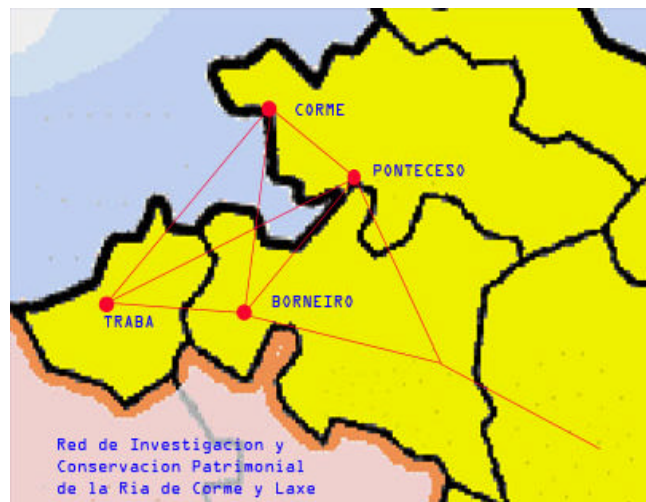 CORME
PONTECESO
BORNEIRO
TRABA
Red de Investigacion y
Conservacion Patrimonial
de la Ria de Corme y Laxe